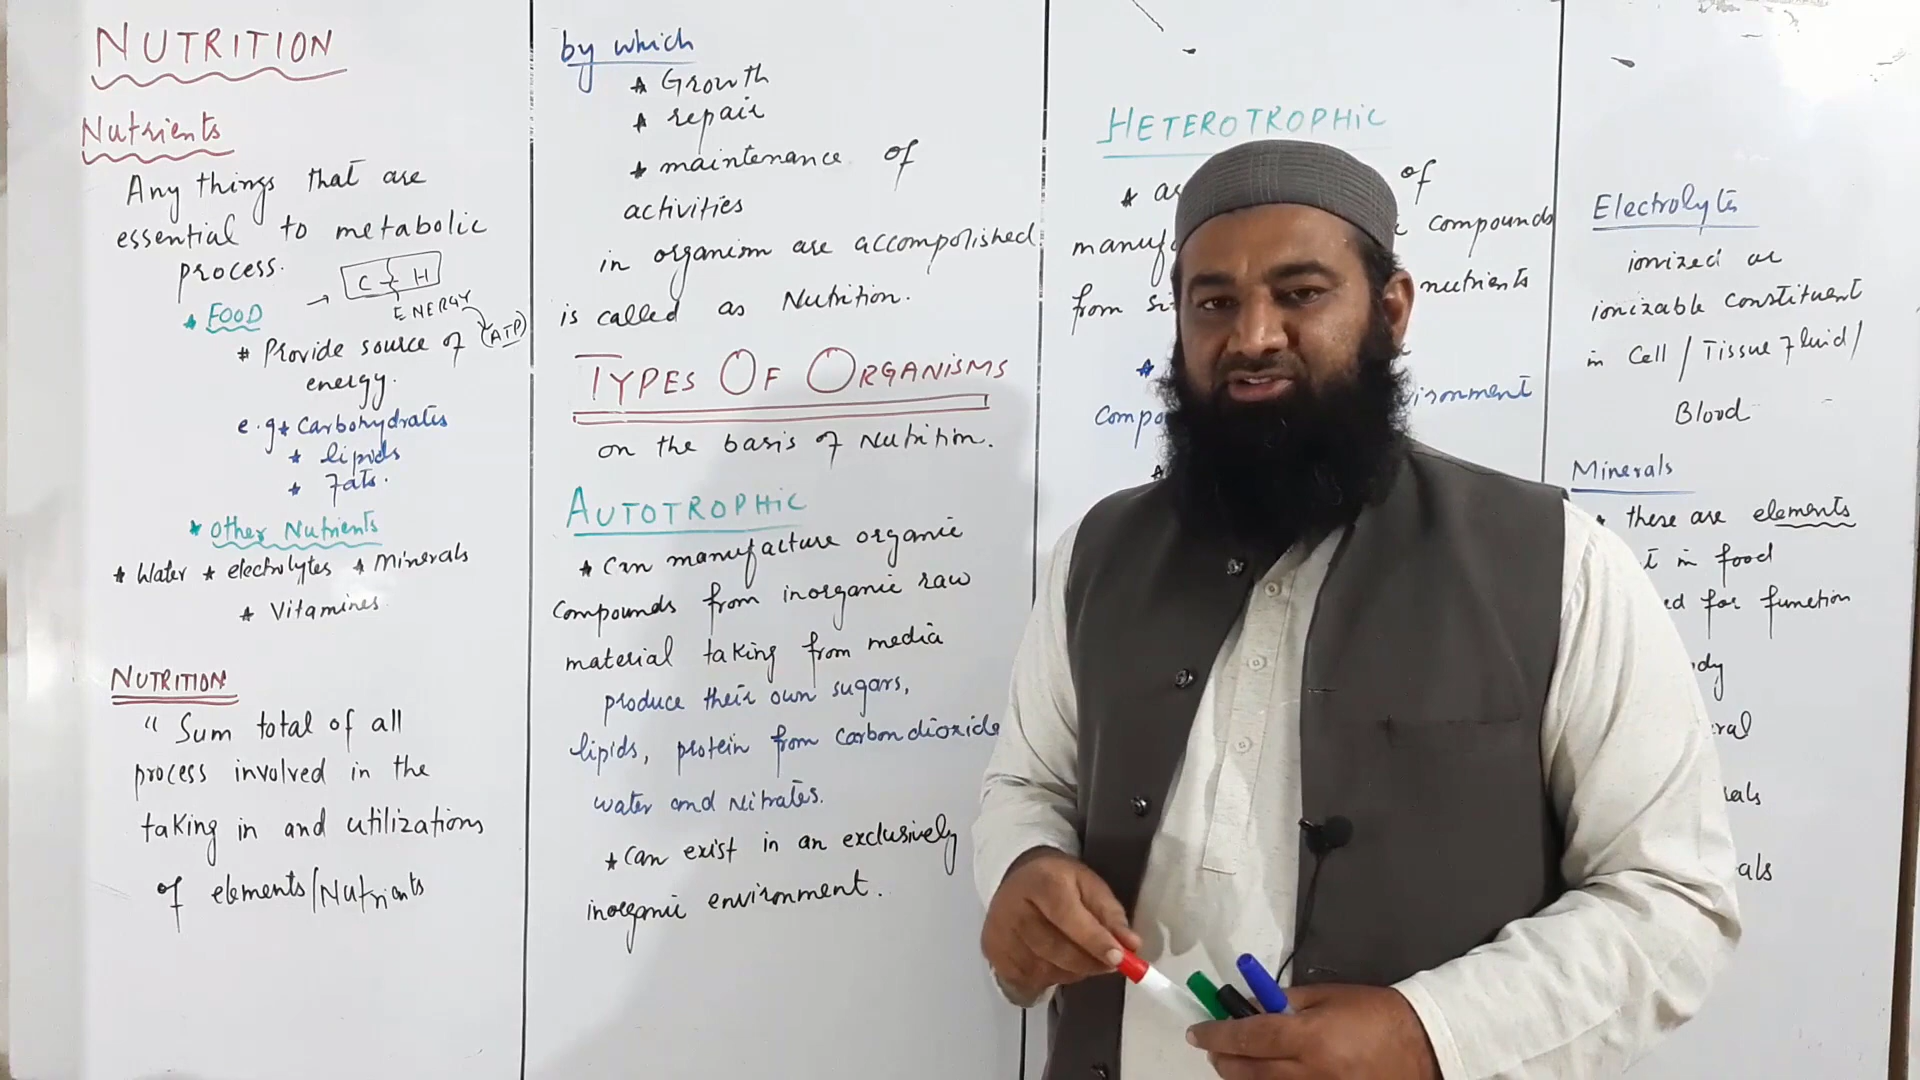 NUTRITION
Nutrients
Any things that are
essential to metabolic
process.
C H
→ ENERGY
(ATP)
* FOOD
* Provide source of
energy.
e.g * Carbohydrates
* lipids
* Fats.
* Other Nutrients
* Water * electrolytes * Minerals
* Vitamines
NUTRITION
" Sum total of all
process involved in the
taking in and utilizations
of elements/Nutrients
by which
* Growth
* repair
* maintenance of
activities
in organism are accompolished
is called as Nutrition.
TYPES OF ORGANISMS
on the basis of Nutrition.
AUTOTROPHIC
* Can manufacture organic
compounds from inorganic raw
material taking from media
produce their own sugars,
lipids, protein from Carbondioxide
water and Nitrates.
* Can exist in an exclusively
inorganic environment.
HETEROTROPHIC
of
compounds
from nutrients
Electrolytes
ionized or
ionizable constituent
in Cell / Tissue fluid /
Blood
Minerals
* these are elements
in food
for function